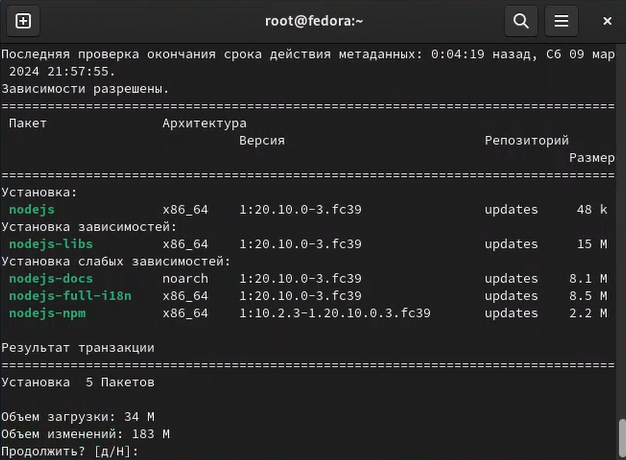 root@fedora:~
Последняя проверка окончания срока действия метаданных: 0:04:19 назад, Сб 09 мар
2024 21:57:55.
Зависимости разрешены.
================================================================================
Пакет Архитектура
Версия Репозиторий
Размер
================================================================================
Установка:
nodejs x86_64 1:20.10.0-3.fc39 updates 48 k
Установка зависимостей:
nodejs-libs x86_64 1:20.10.0-3.fc39 updates 15 M
Установка слабых зависимостей:
nodejs-docs noarch 1:20.10.0-3.fc39 updates 8.1 M
nodejs-full-i18n x86_64 1:20.10.0-3.fc39 updates 8.5 M
nodejs-npm x86_64 1:10.2.3-1.20.10.0.3.fc39 updates 2.2 M
Результат транзакции
================================================================================
Установка 5 Пакетов
Объем загрузки: 34 M
Объем изменений: 183 M
Продолжить? [д/Н]: